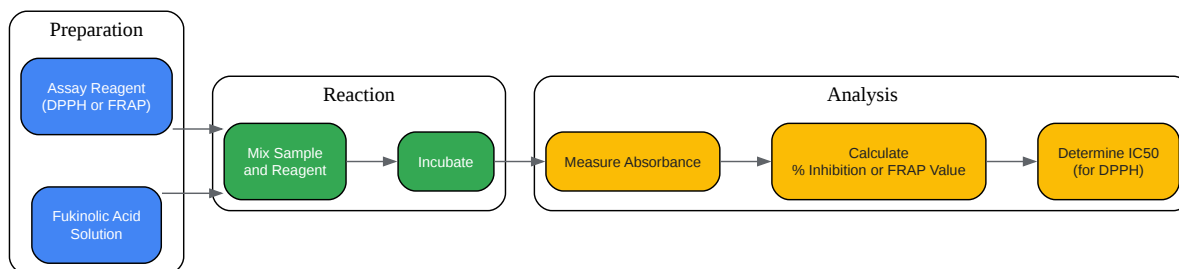 Preparation
Assay Reagent
(DPPH or FRAP)
Fukinolic Acid
Solution
Reaction
Mix Sample
and Reagent
Incubate
Analysis
Measure Absorbance
Calculate
% Inhibition or FRAP Value
Determine IC50
(for DPPH)